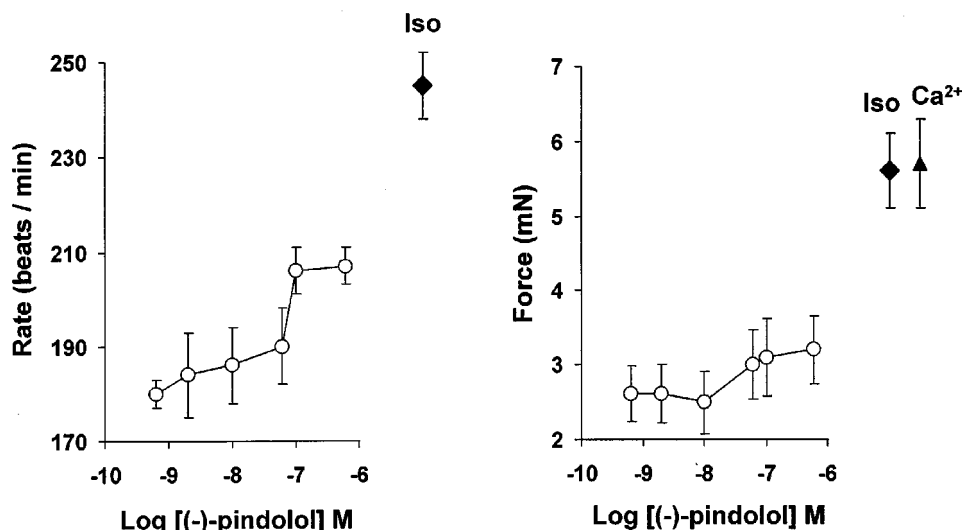 Iso
250
230
210
190
170
Rate (beats / min)
-10 -9 -8 -7 -6
Log [(-)-pindolol] M
7
6
5
4
3
2
Force (mN)
Iso Ca²⁺
-10 -9 -8 -7 -6
Log [(-)-pindolol] M